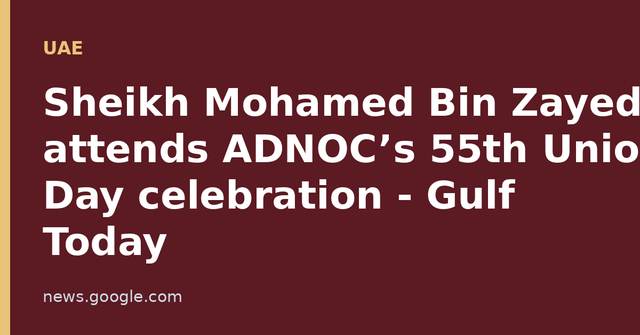 UAE
Sheikh Mohamed Bin Zayed
attends ADNOC’s 55th Unio
Day celebration - Gulf
Today
news.google.com